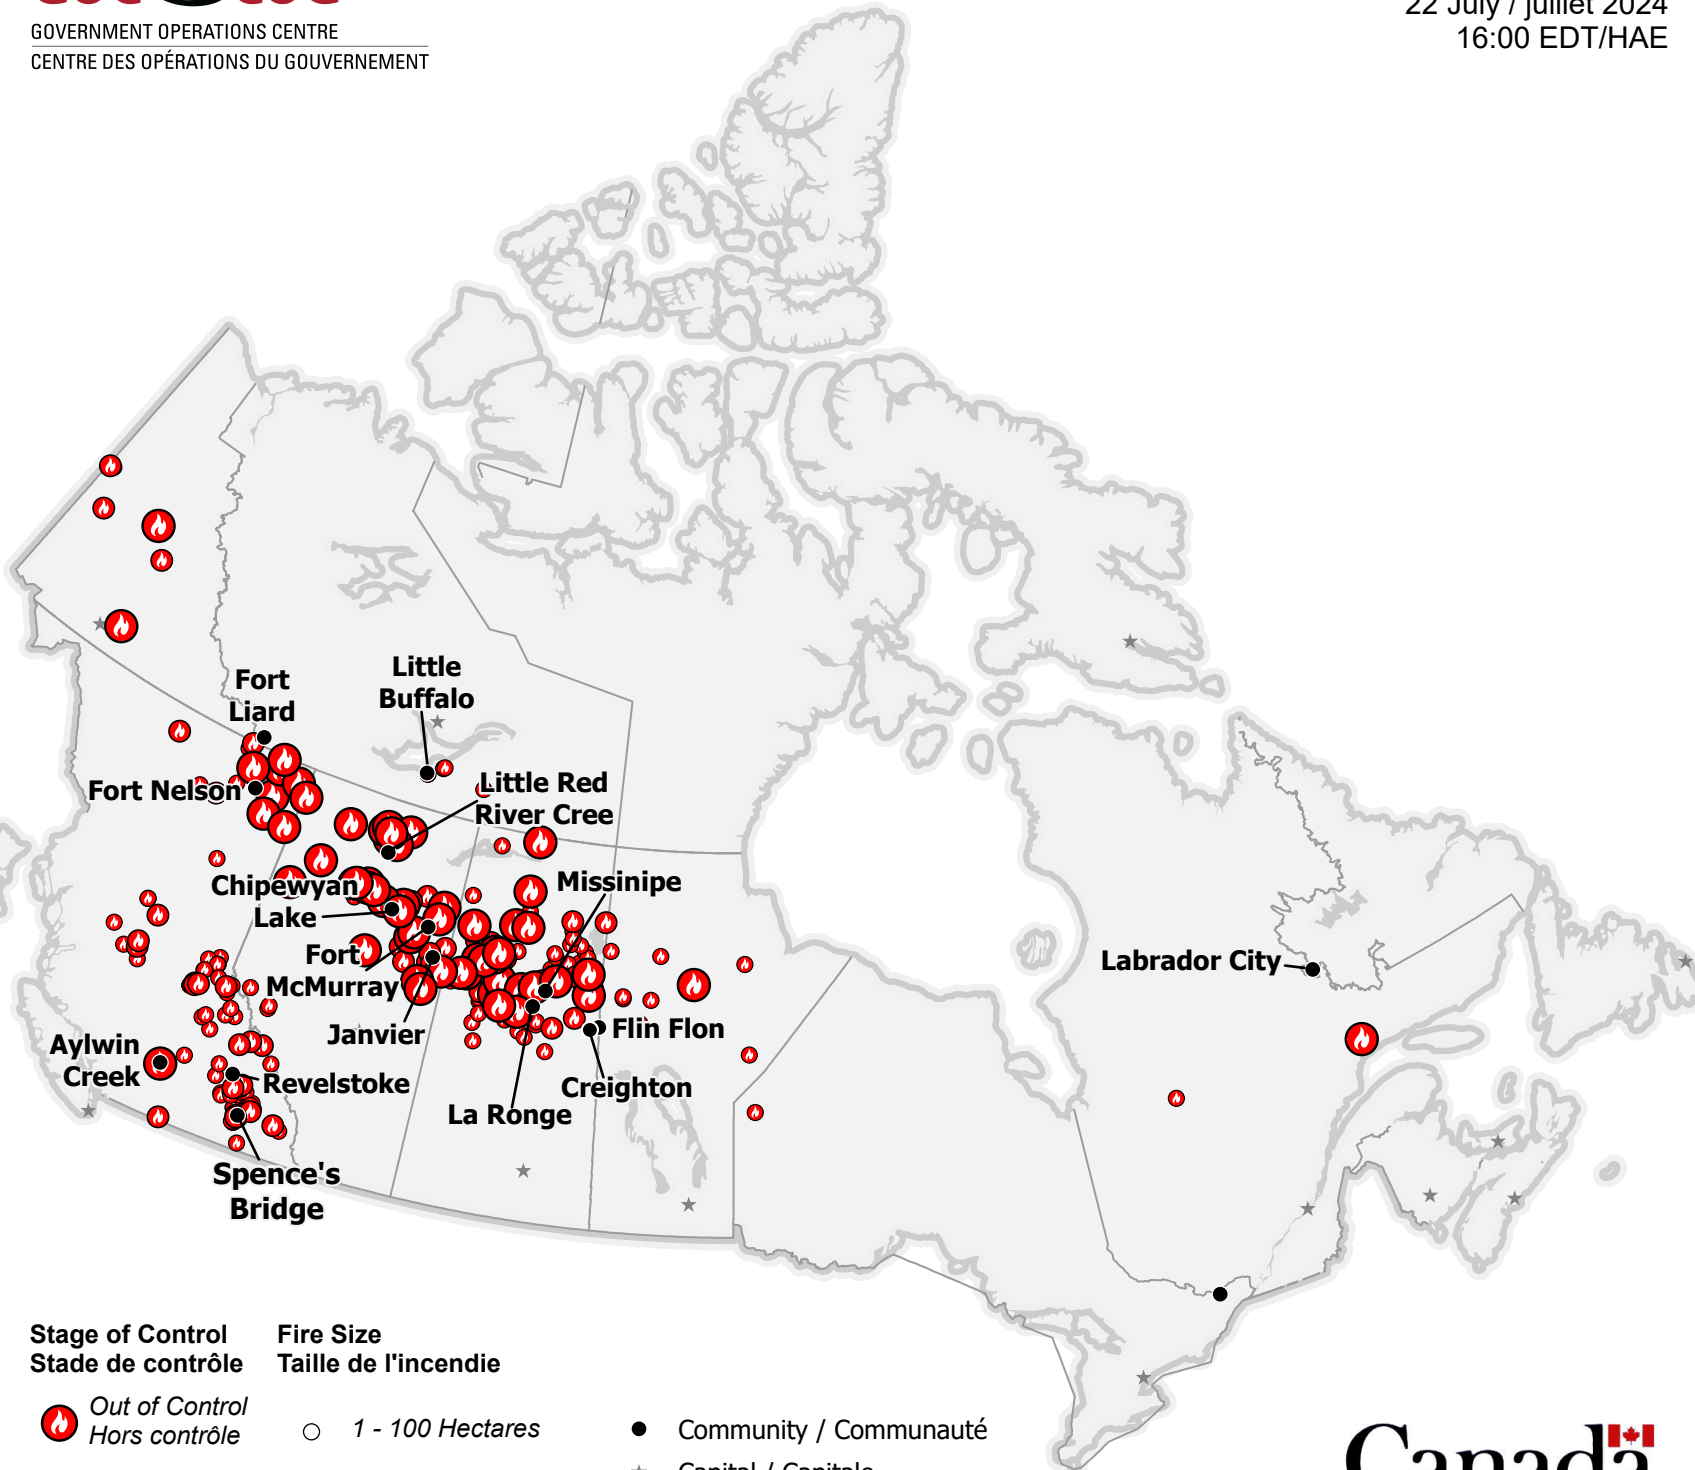 GOVERNMENT OPERATIONS CENTRE
CENTRE DES OPÉRATIONS DU GOUVERNEMENT
22 July / juillet 2024
16:00 EDT/HAE
Fort
Liard
Little
Buffalo
Fort Nelson
Little Red
River Cree
Chipewyan
Lake
Missinipe
Fort
McMurray
Labrador City
Janvier
Flin Flon
Aylwin
Creek
Revelstoke
Creighton
La Ronge
Spence's
Bridge
Stage of Control
Stade de contrôle
Fire Size
Taille de l'incendie
Out of Control
Hors contrôle
1 - 100 Hectares
Community / Communauté
Capital / Capitale
Canada